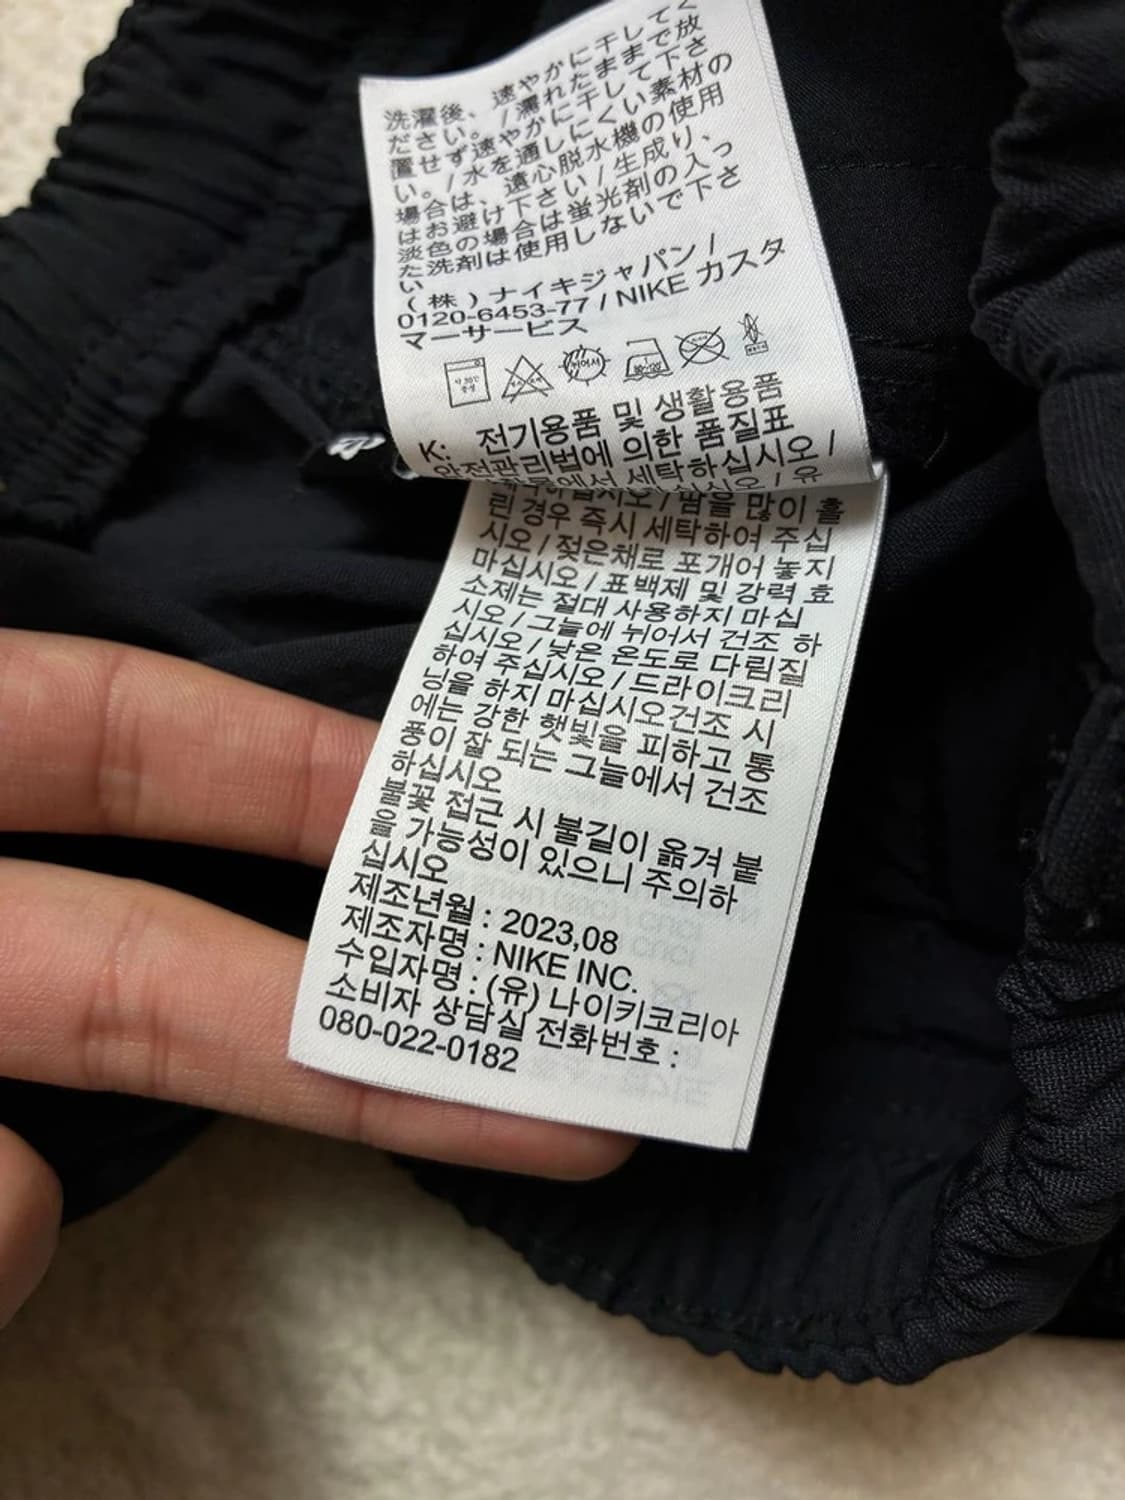 洗濯後、速やかに干してく
ださい。/濡れたままで放
置せず速やかに干して下さ
い。/水を通しにくい素材の
場合は、遠心脱水機の使用
はお避け下さい/生成り、
淡色の場合は蛍光剤の入っ
た洗剤は使用しないで下さ
い
(株)ナイキジャパン/
0120-6453-77/NIKE カスタ
マーサービス
K: 전기용품 및 생활용품
안전관리법에 의한 품질표
세탁하십시오/
하십시오/유
하십시오/땀을 많이 흘
린 경우 즉시 세탁하여 주십
시오/젖은채로 포개어 놓지
마십시오/표백제 및 강력 효
소제는 절대 사용하지 마십
시오/그늘에 뉘어서 건조 하
십시오/낮은 온도로 다림질
하여 주십시오/드라이크리
닝을 하지 마십시오건조 시
에는 강한 햇빛을 피하고 통
풍이 잘 되는 그늘에서 건조
하십시오
불꽃 접근 시 불길이 옮겨 붙
을 가능성이 있으니 주의하
십시오
제조년월 : 2023,08
제조자명 : NIKE INC.
수입자명 : (유) 나이키코리아
소비자 상담실 전화번호 :
080-022-0182